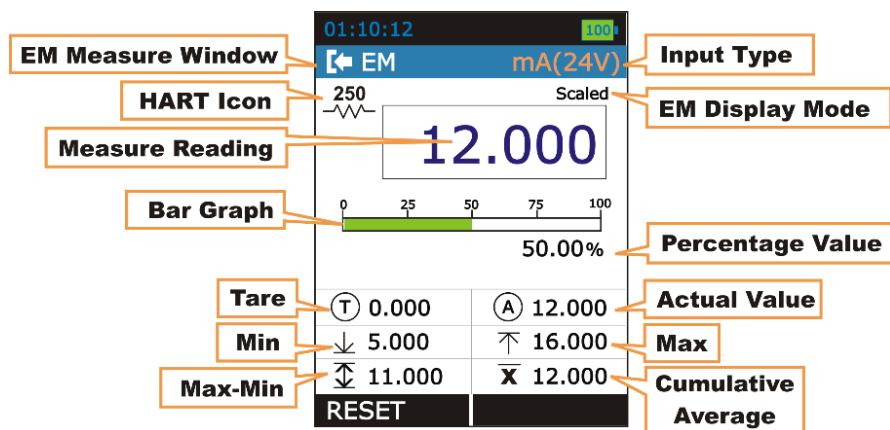 01:10:12 100
EM Measure Window
EM mA(24V)
Input Type
HART Icon
250
Scaled
EM Display Mode
Measure Reading
12.000
Bar Graph
0 25 50 75 100
50.00%
Percentage Value
Tare
T 0.000 A 12.000
Actual Value
Min
5.000 16.000
Max
Max-Min
11.000 X 12.000
Cumulative
Average
RESET